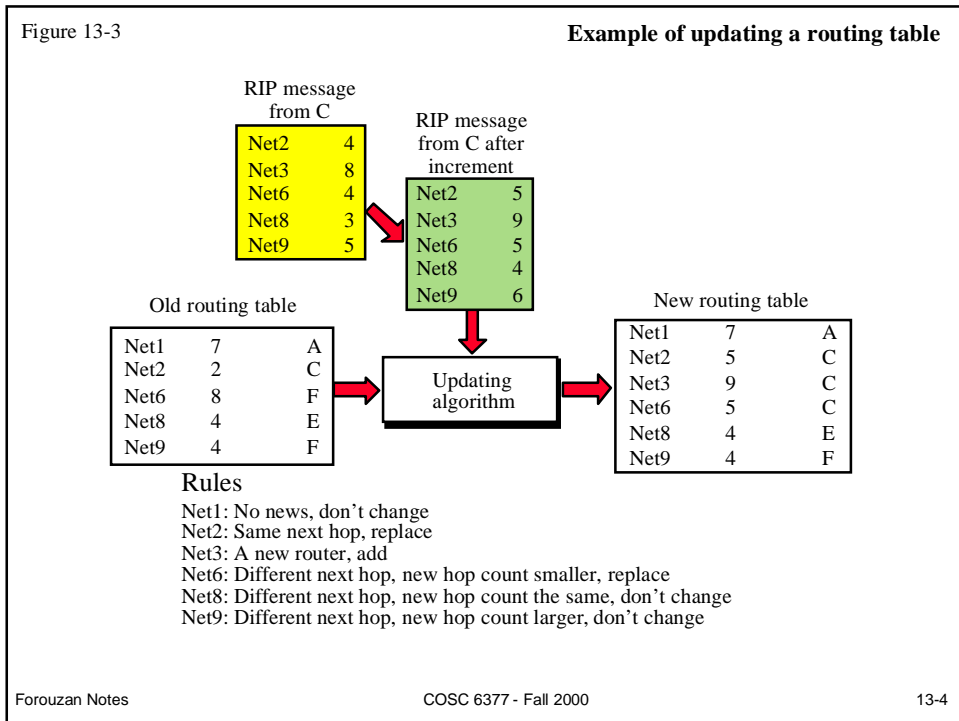 Figure 13-3
Example of updating a routing table
RIP message
from C
Net2 4
Net3 8
Net6 4
Net8 3
Net9 5
RIP message
from C after
increment
Net2 5
Net3 9
Net6 5
Net8 4
Net9 6
Old routing table
Net1 7 A
Net2 2 C
Net6 8 F
Net8 4 E
Net9 4 F
Updating
algorithm
New routing table
Net1 7 A
Net2 5 C
Net3 9 C
Net6 5 C
Net8 4 E
Net9 4 F
Rules
Net1: No news, don’t change
Net2: Same next hop, replace
Net3: A new router, add
Net6: Different next hop, new hop count smaller, replace
Net8: Different next hop, new hop count the same, don’t change
Net9: Different next hop, new hop count larger, don’t change
Forouzan Notes
COSC 6377 - Fall 2000
13-4